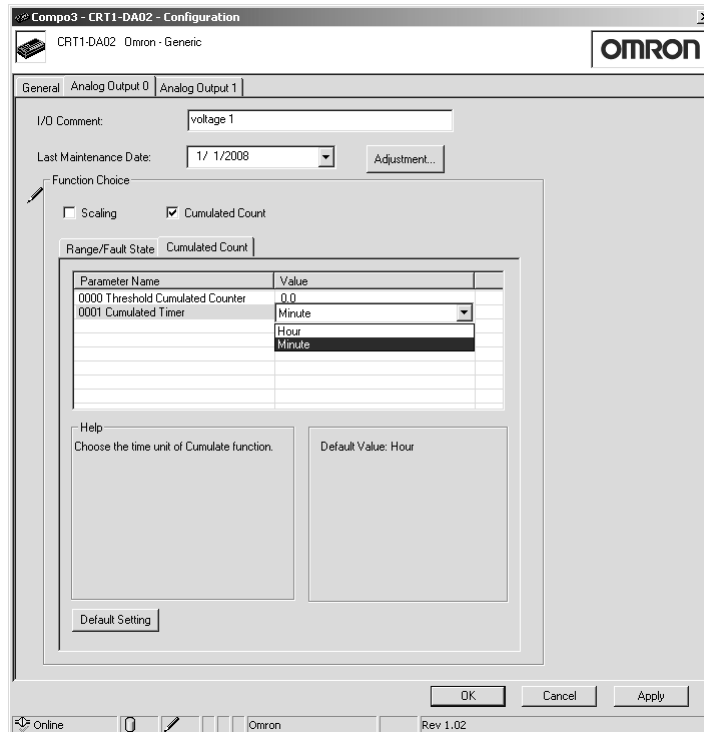 Compo3 - CRT1-DA02 - Configuration
CRT1-DA02 Omron - Generic
OMRON
General Analog Output 0 Analog Output 1
I/O Comment: voltage 1
Last Maintenance Date: 1/ 1/2008 Adjustment...
Function Choice
Scaling Cumulated Count
Range/Fault State Cumulated Count
Parameter Name Value
0000 Threshold Cumulated Counter 0.0
0001 Cumulated Timer Minute
Hour
Minute
Help
Choose the time unit of Cumulate function. Default Value: Hour
Default Setting
OK Cancel Apply
Online Omron Rev 1.02